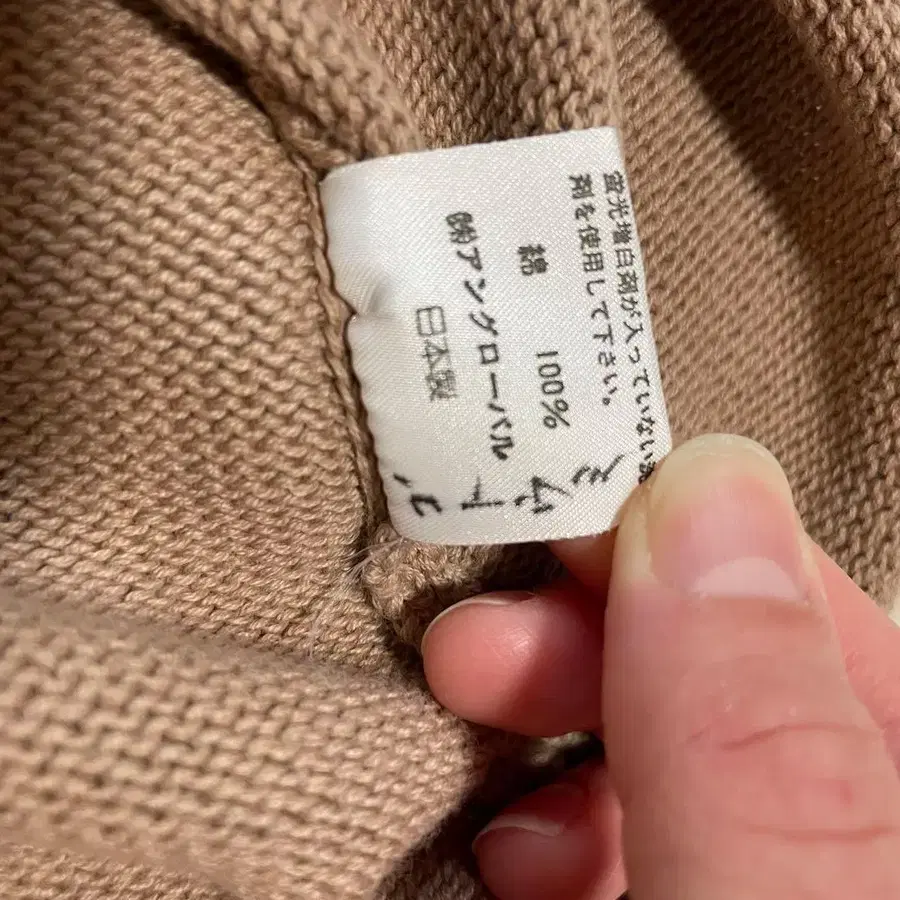 蛍光増白剤が入っていない洗
剤を使用して下さい。
綿 100%
㈱アングローバル
日本製